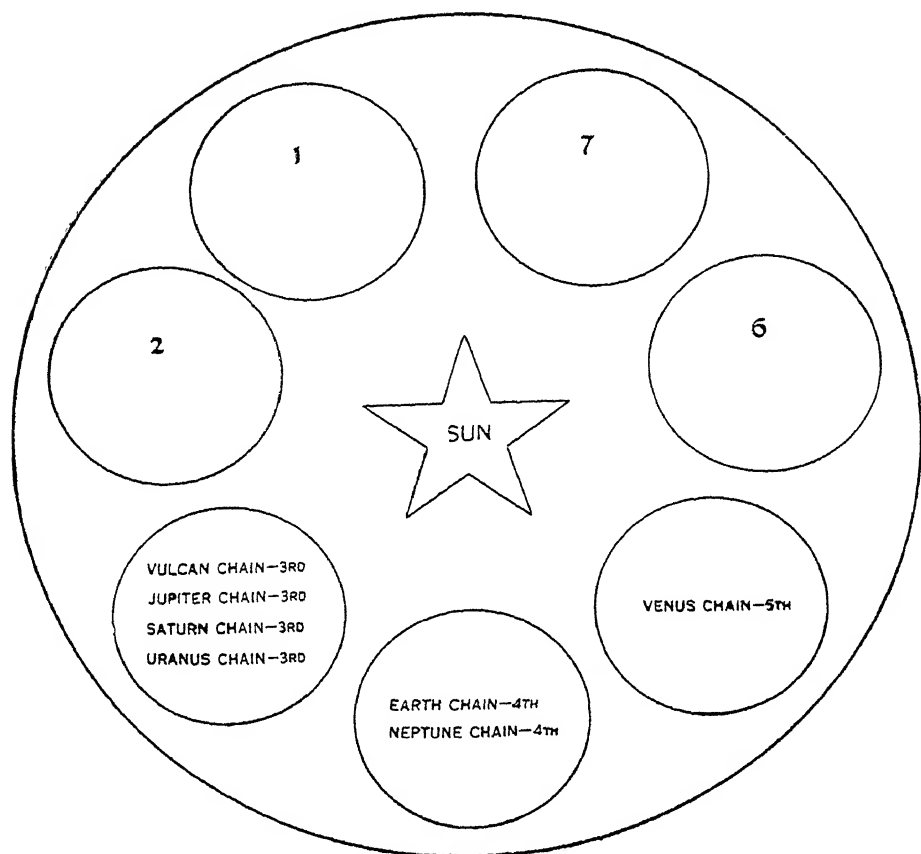 1
7
2
6
SUN
VULCAN CHAIN—3RD
JUPITER CHAIN—3RD
SATURN CHAIN—3RD
URANUS CHAIN—3RD
VENUS CHAIN—5TH
EARTH CHAIN—4TH
NEPTUNE CHAIN—4TH